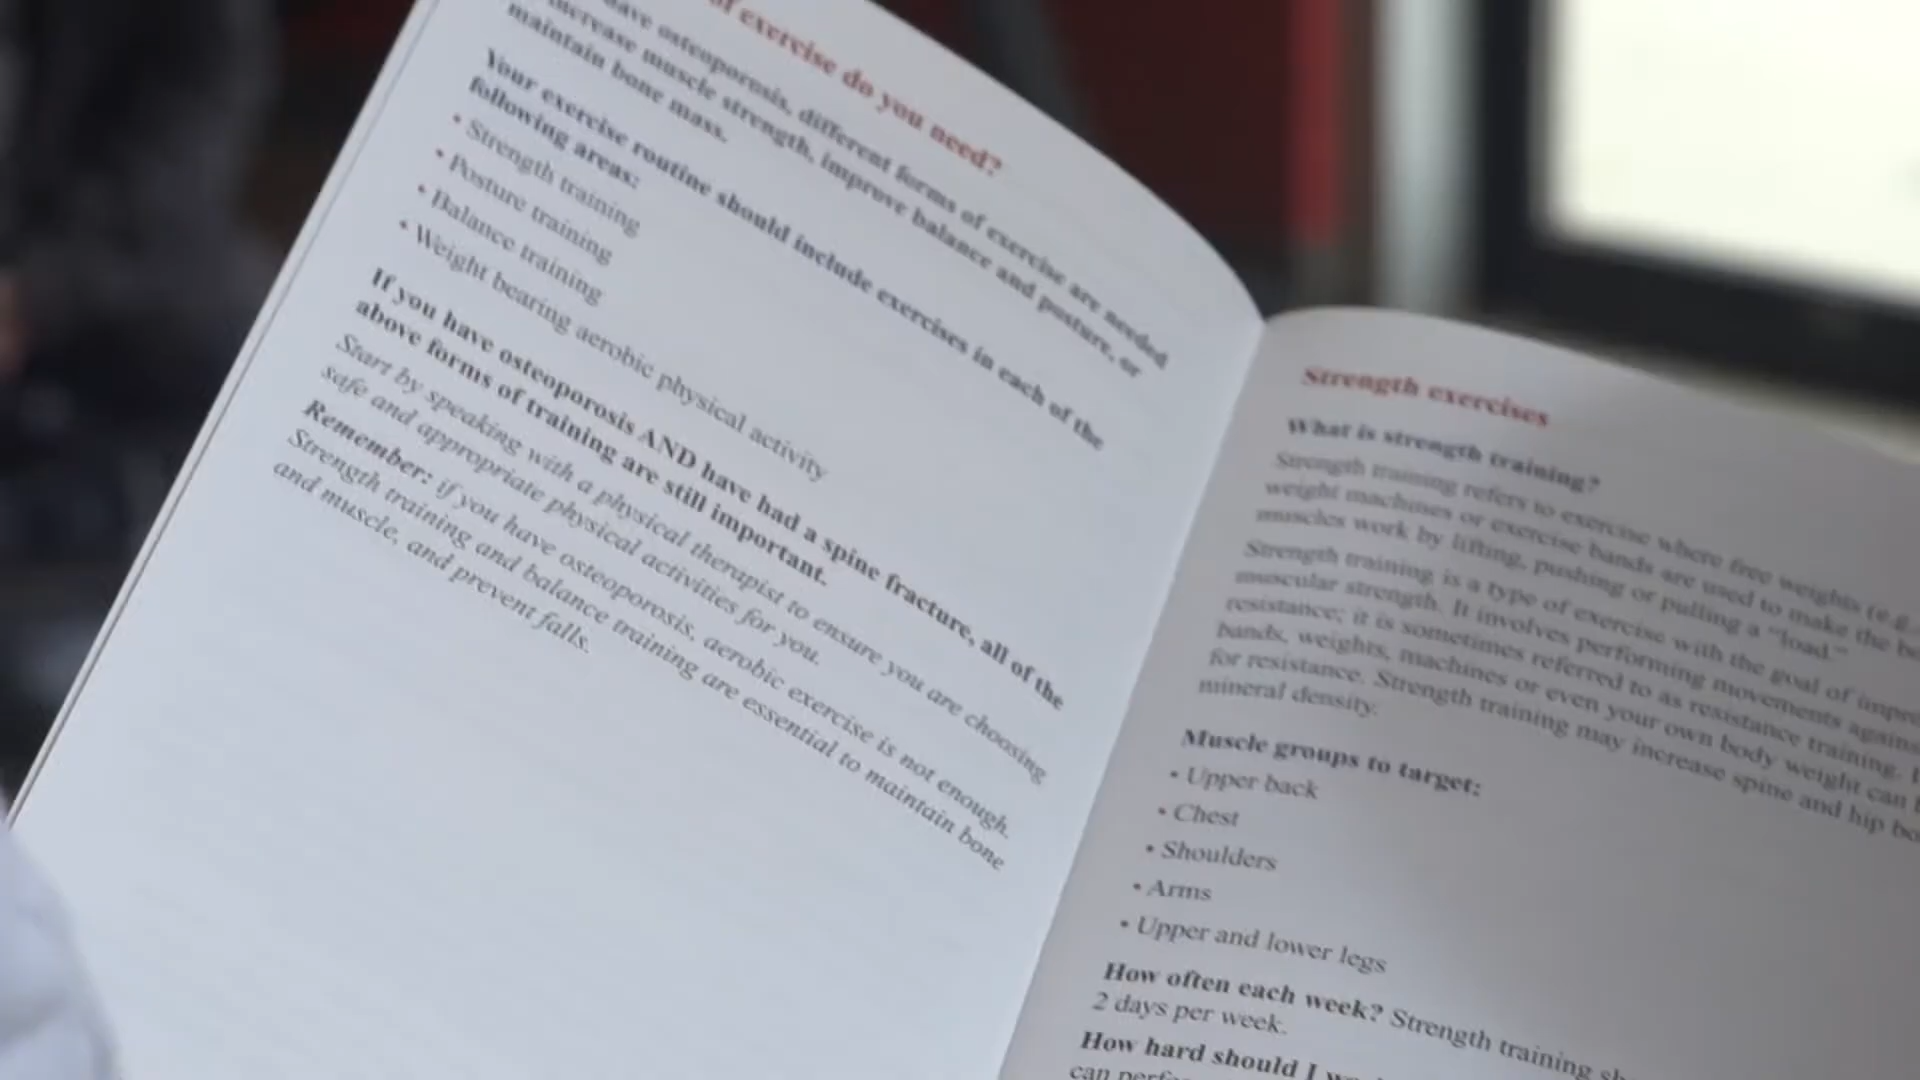 of exercise do you need?
have osteoporosis, different forms of exercise are needed
increase muscle strength, improve balance and posture, or
maintain bone mass.
Your exercise routine should include exercises in each of the
following areas:
• Strength training
• Posture training
• Balance training
• Weight bearing aerobic physical activity
If you have osteoporosis AND have had a spine fracture, all of the
above forms of training are still important.
Start by speaking with a physical therapist to ensure you are choosing
safe and appropriate physical activities for you.
Remember: if you have osteoporosis, aerobic exercise is not enough.
Strength training and balance training are essential to maintain bone
and muscle, and prevent falls.
Strength exercises
What is strength training?
Strength training refers to exercise where free weights (e.g.,
weight machines or exercise bands are used to make the
muscles work by lifting, pushing or pulling a “load.”
Strength training is a type of exercise with the goal of
muscular strength. It involves performing movements
resistance; it is sometimes referred to as resistance training.
bands, weights, machines or even your own body weight can
for resistance. Strength training may increase spine and hip
mineral density.
Muscle groups to target:
• Upper back
• Chest
• Shoulders
• Arms
• Upper and lower legs
How often each week? Strength training
2 days per week.
How hard should I
can